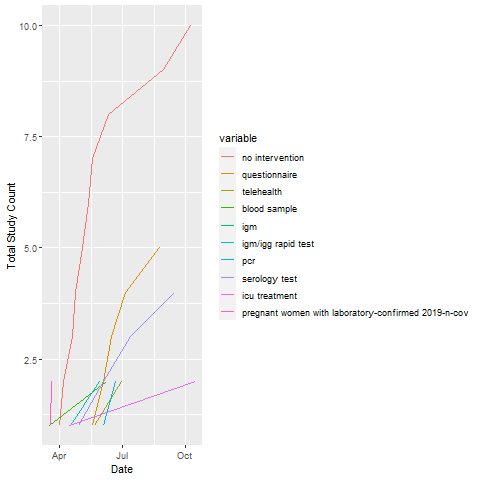 10.0
7.5
5.0
2.5
Total Study Count
Apr
Jul
Oct
Date
variable
no intervention
questionnaire
telehealth
blood sample
igm
igm/igg rapid test
pcr
serology test
icu treatment
pregnant women with laboratory-confirmed 2019-n-cov